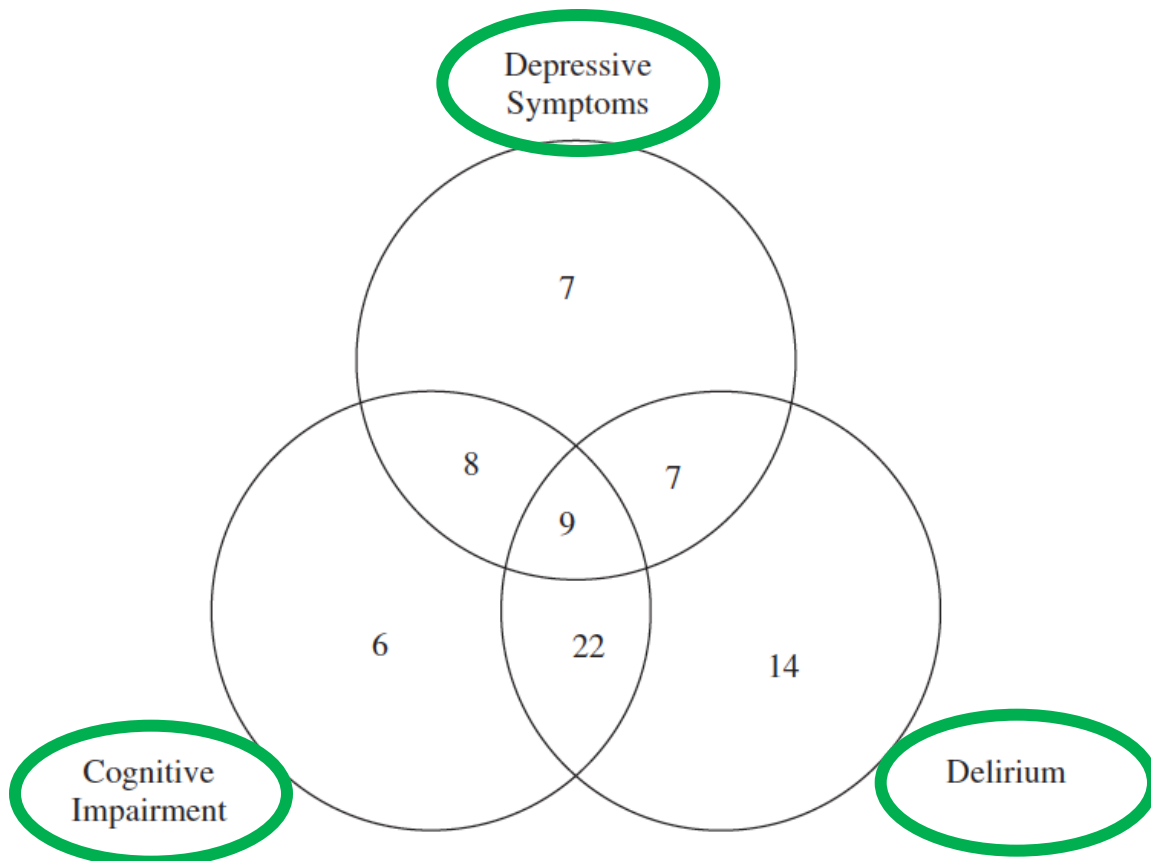 Depressive
Symptoms
7
8
7
9
6
22
14
Cognitive
Impairment
Delirium